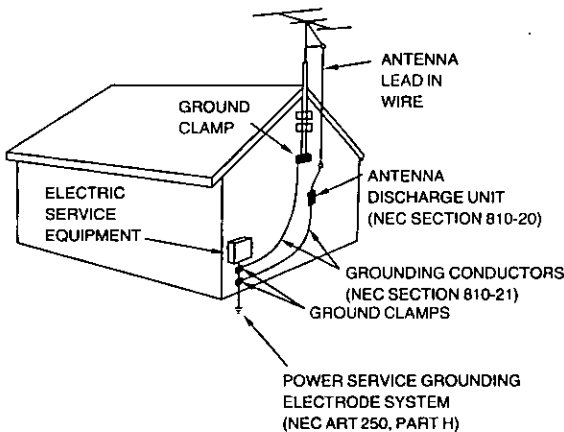 ANTENNA
LEAD IN
WIRE
GROUND
CLAMP
ANTENNA
DISCHARGE UNIT
(NEC SECTION 810-20)
ELECTRIC
SERVICE
EQUIPMENT
GROUNDING CONDUCTORS
(NEC SECTION 810-21)
GROUND CLAMPS
POWER SERVICE GROUNDING
ELECTRODE SYSTEM
(NEC ART 250, PART H)